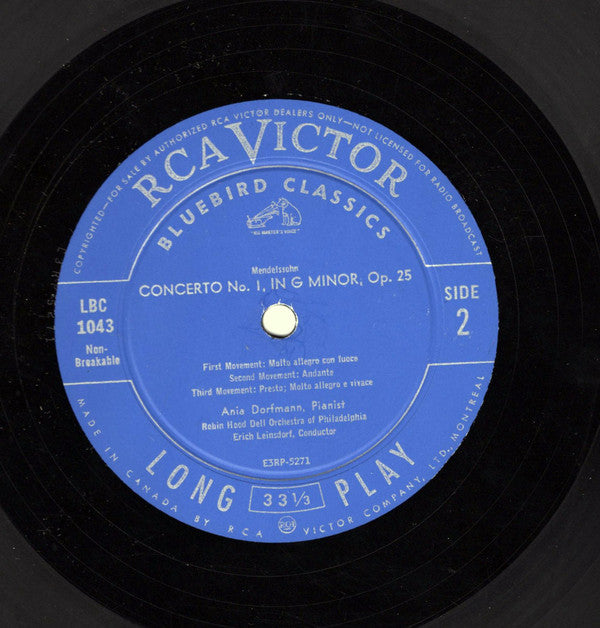 COPYRIGHTED—FOR SALE BY AUTHORIZED RCA VICTOR DEALERS ONLY—NOT LICENSED FOR RADIO BROADCAST
RCA VICTOR
BLUEBIRD CLASSICS
"HIS MASTER'S VOICE"
Mendelssohn
CONCERTO No. 1, IN G MINOR, Op. 25
LBC
1043
Non-
Breakable
SIDE
2
First Movement: Molto allegro con fuoco
Second Movement: Andante
Third Movement: Presto; Molto allegro e vivace
Ania Dorfmann, Pianist
Robin Hood Dell Orchestra of Philadelphia
Erich Leinsdorf, Conductor
E3RP-5271
LONG 33⅓ PLAY
MADE IN CANADA BY RCA VICTOR COMPANY, LTD., MONTREAL
RCA